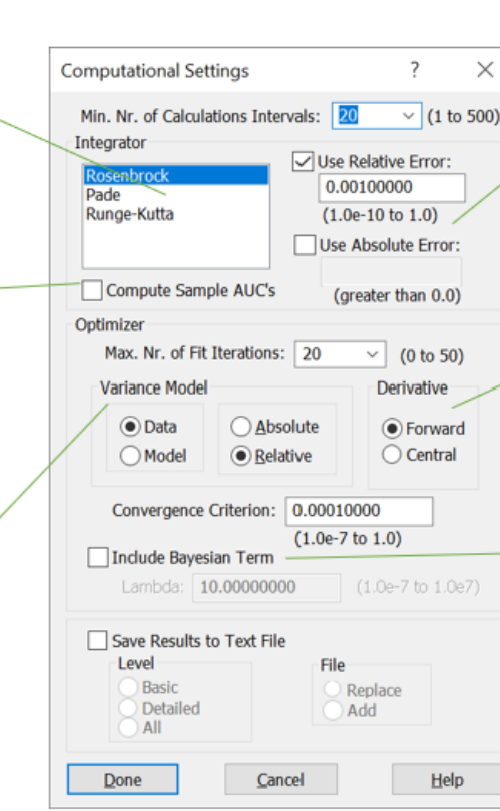 Computational Settings ? ×
Min. Nr. of Calculations Intervals: 20 (1 to 500)
Integrator
Rosenbrock
Pade
Runge-Kutta
Use Relative Error:
0.00100000
(1.0e-10 to 1.0)
Use Absolute Error:
(greater than 0.0)
Compute Sample AUC's
Optimizer
Max. Nr. of Fit Iterations: 20 (0 to 50)
Variance Model
Data
Model
Absolute
Relative
Derivative
Forward
Central
Convergence Criterion: 0.00010000
(1.0e-7 to 1.0)
Include Bayesian Term
Lambda: 10.00000000 (1.0e-7 to 1.0e7)
Save Results to Text File
Level
Basic
Detailed
All
File
Replace
Add
Done Cancel Help